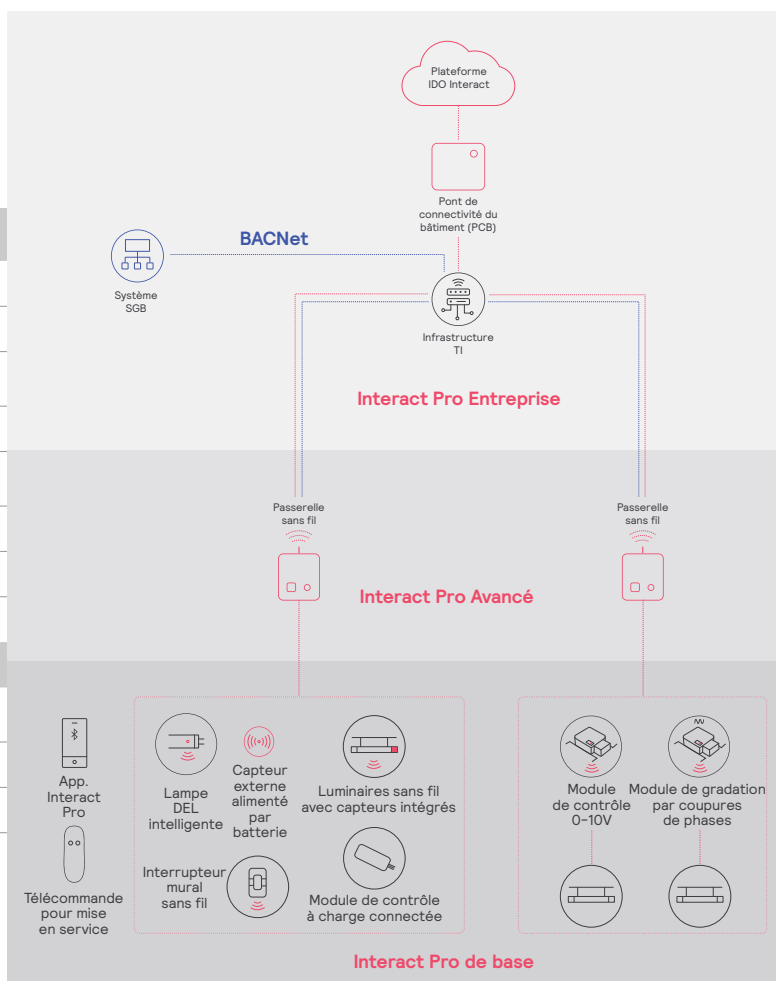 Plateforme
IDO Interact
Pont de
connectivité du
bâtiment (PCB)
BACNet
Système
SGB
Infrastructure
TI
Interact Pro Entreprise
Passerelle
sans fil
Passerelle
sans fil
Interact Pro Avancé
App.
Interact
Pro
Télécommande
pour mise
en service
Lampe
DEL
intelligente
Capteur
externe
alimenté
par
batterie
Luminaires sans fil
avec capteurs intégrés
Interrupteur
mural
sans fil
Module de contrôle
à charge connectée
Module
de contrôle
0-10V
Module de gradation
par coupures
de phases
Interact Pro de base